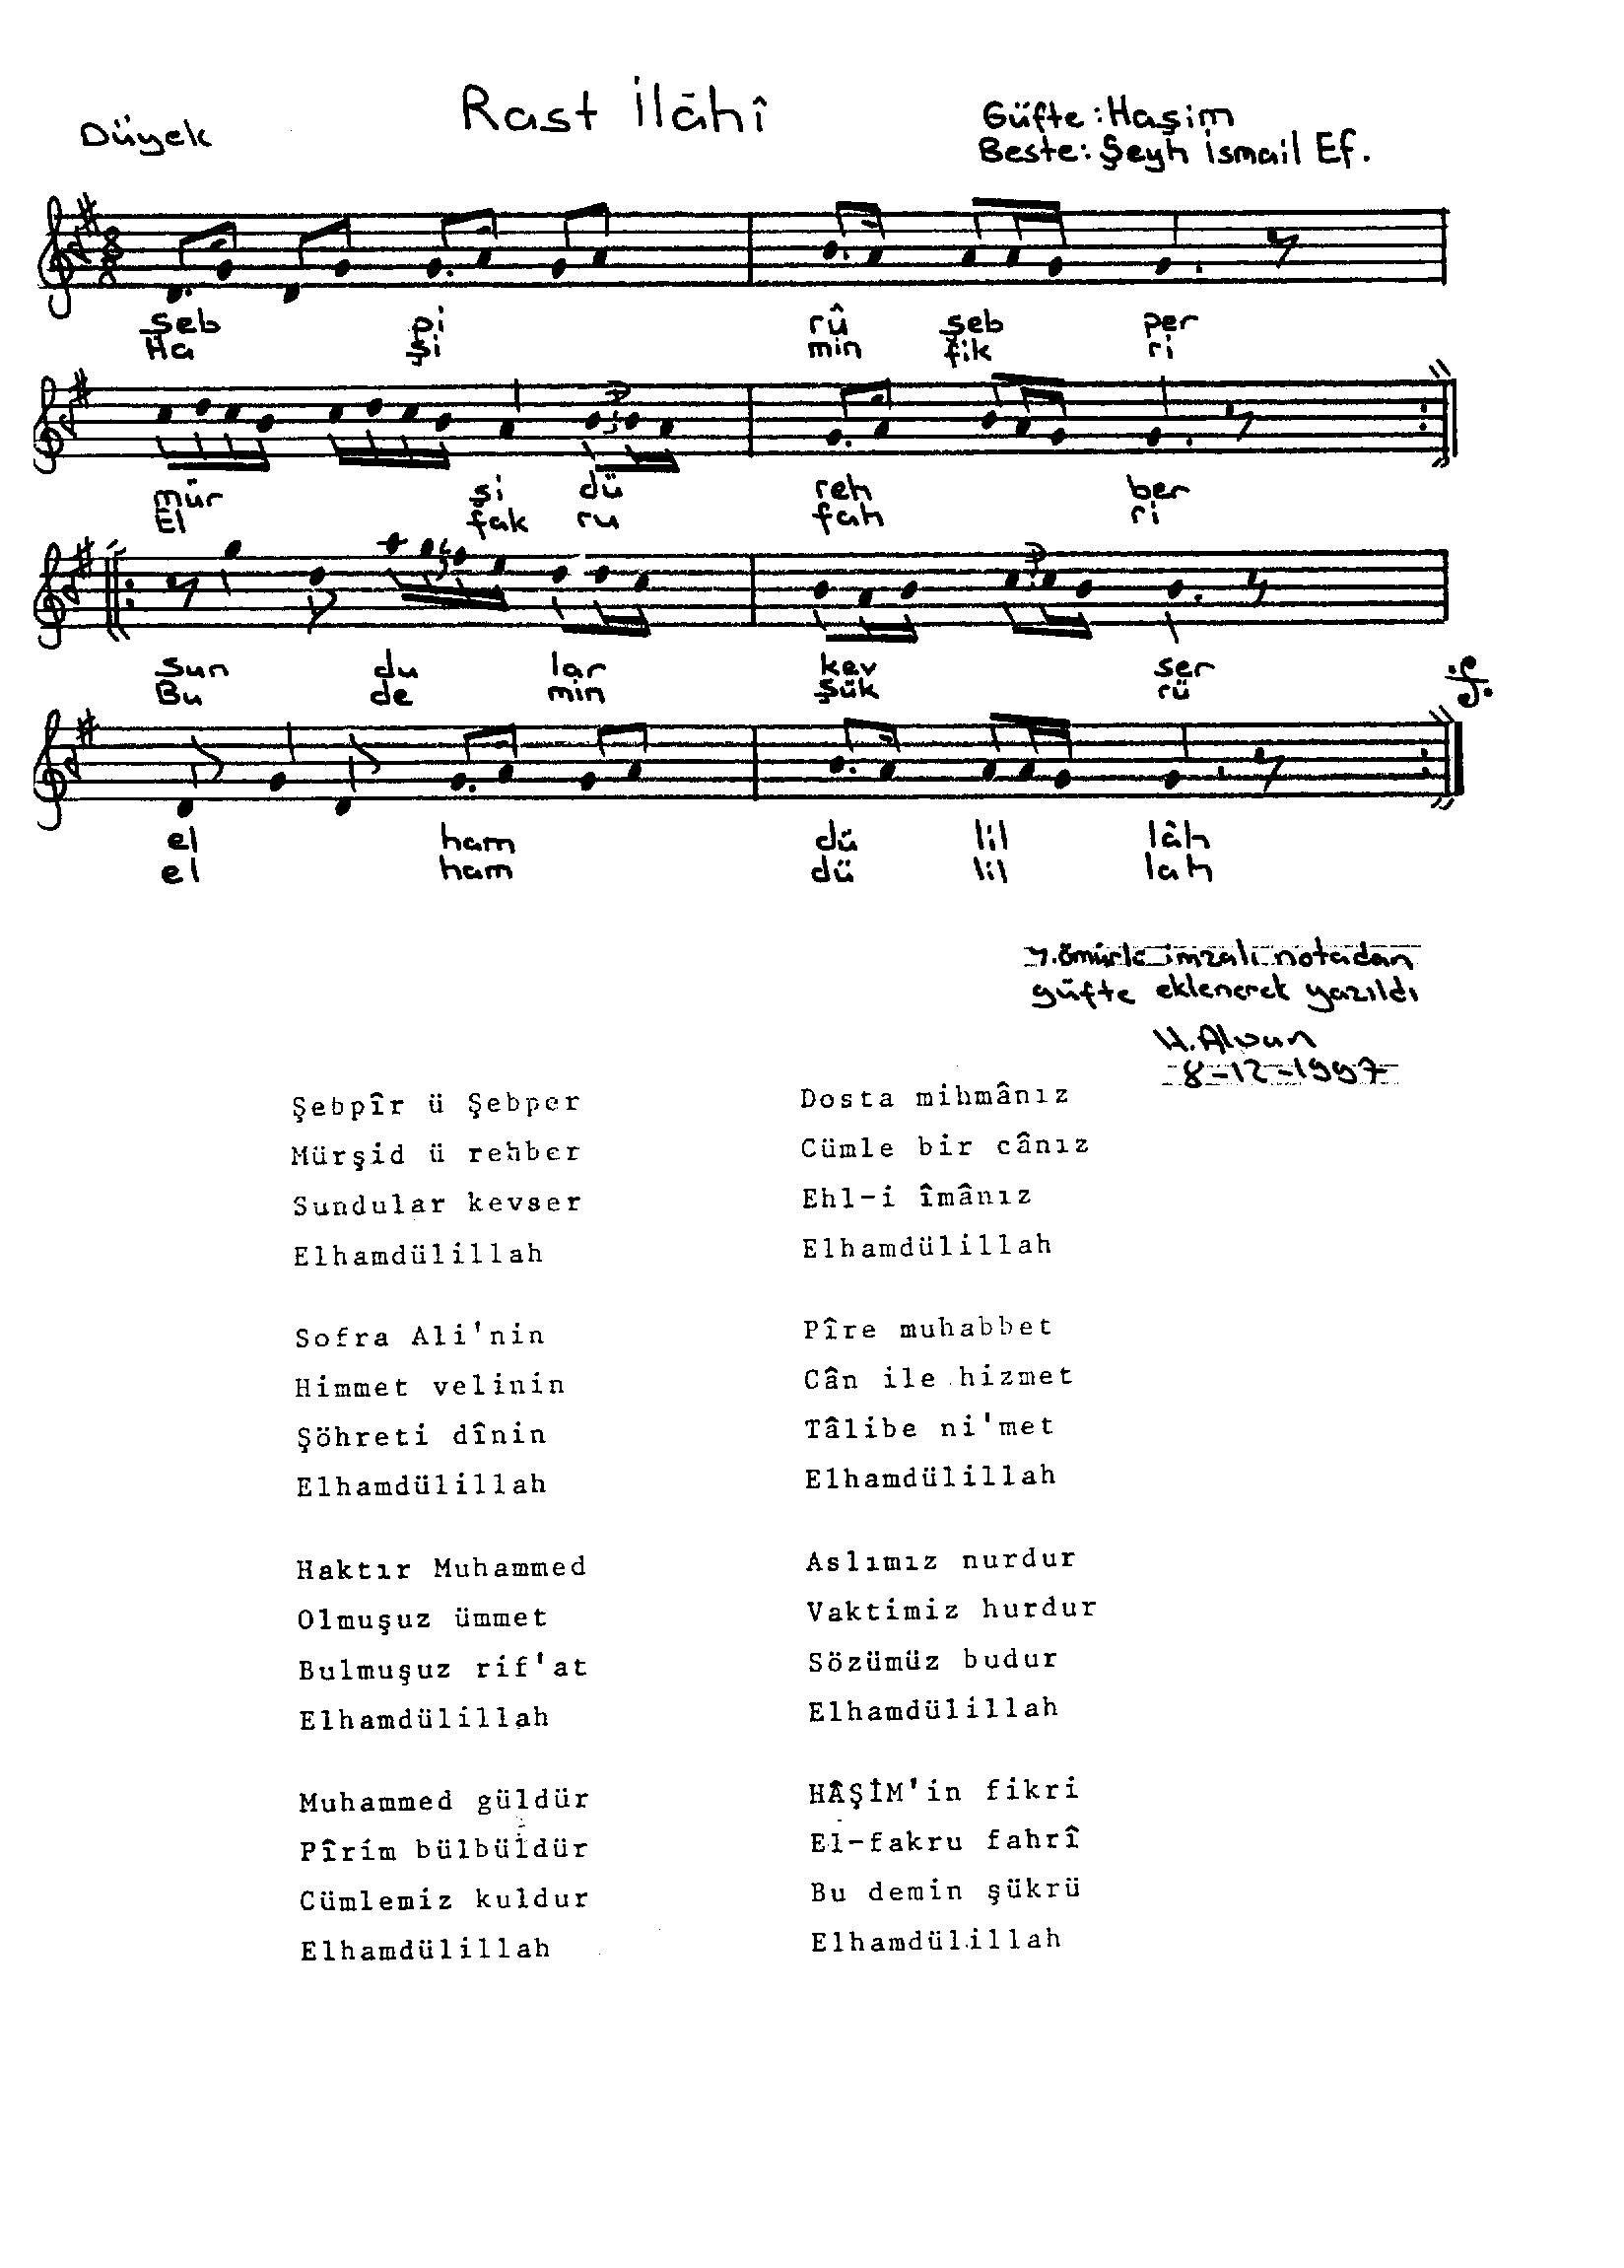 Rast İlâhî
Düyek
Güfte: Haşim
Beste: Şeyh İsmail Ef.
8
8
şeb pi rû şeb per
Ha şi min fik ri
mür şi dü reh ber
El fak ru fah ri
Sun du lar kev ser
Bu de min şük rü
el ham dü lil lâh
el ham dü lil lah
Y. Ömürlü imzalı notadan
güfte eklenerek yazıldı
H. Alvan
8-12-1997
Şebpîr ü Şebper
Mürşid ü rehber
Sundular kevser
Elhamdülillah
Sofra Ali'nin
Himmet velinin
Şöhreti dînin
Elhamdülillah
Haktır Muhammed
Olmuşuz ümmet
Bulmuşuz rif'at
Elhamdülillah
Muhammed güldür
Pîrim bülbüldür
Cümlemiz kuldur
Elhamdülillah
Dosta mihmânız
Cümle bir cânız
Ehl-i îmânız
Elhamdülillah
Pîre muhabbet
Cân ile hizmet
Tâlibe ni'met
Elhamdülillah
Aslımız nurdur
Vaktimiz hurdur
Sözümüz budur
Elhamdülillah
HÂŞİM'in fikri
El-fakru fahrî
Bu demin şükrü
Elhamdülillah